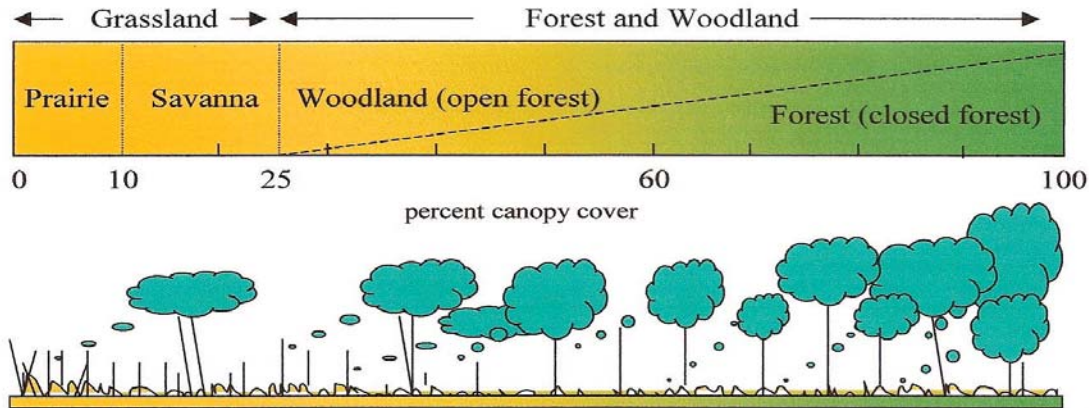 Grassland Forest and Woodland
Prairie Savanna Woodland (open forest)
Forest (closed forest)
0 10 25 60 100
percent canopy cover